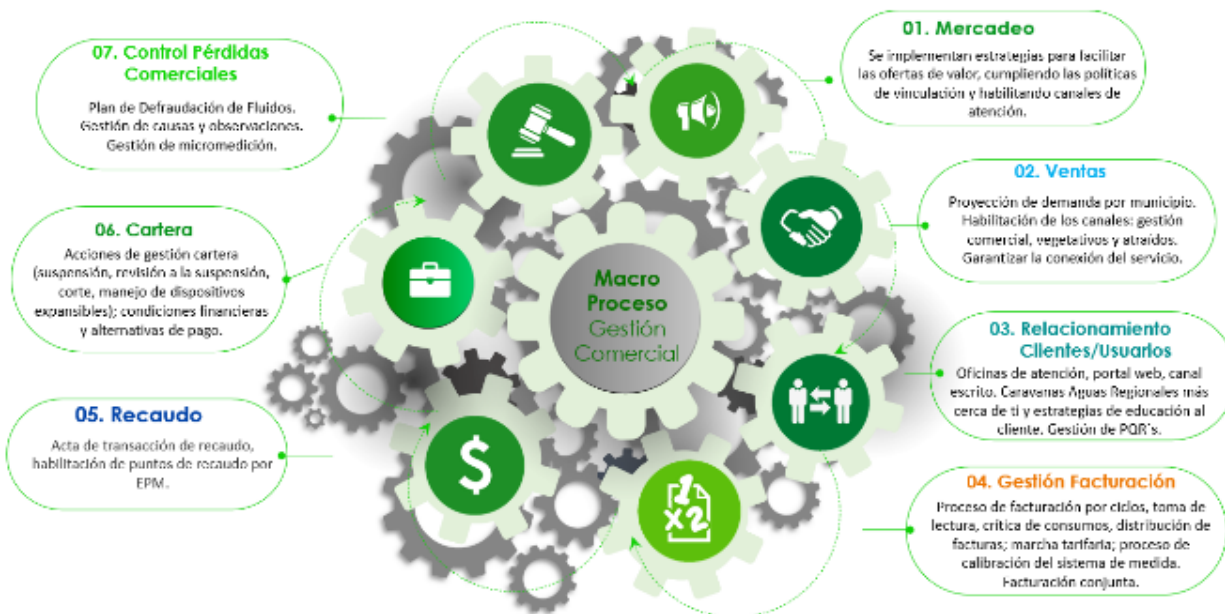 01. Mercadeo
Se implementan estrategias para facilitar
las ofertas de valor, cumpliendo las políticas
de vinculación y habilitando canales de
atención.
02. Ventas
Proyección de demanda por municipio.
Habilitación de los canales: gestión
comercial, vegetativos y atraídos.
Garantizar la conexión del servicio.
03. Relacionamiento
Clientes/Usuarios
Oficinas de atención, portal web, canal
escrito. Caravanas Aguas Regionales más
cerca de ti y estrategias de educación al
cliente. Gestión de PQR´s.
04. Gestión Facturación
Proceso de facturación por ciclos, toma de
lectura, crítica de consumos, distribución de
facturas; marcha tarifaria; proceso de
calibración del sistema de medida.
Facturación conjunta.
05. Recaudo
Acta de transacción de recaudo,
habilitación de puntos de recaudo por
EPM.
06. Cartera
Acciones de gestión cartera
(suspensión, revisión a la suspensión,
corte, manejo de dispositivos
expansibles); condiciones financieras
y alternativas de pago.
07. Control Pérdidas
Comerciales
Plan de Defraudación de Fluidos.
Gestión de causas y observaciones.
Gestión de micromedición.
Macro
Proceso
Gestión
Comercial
$
1
x2